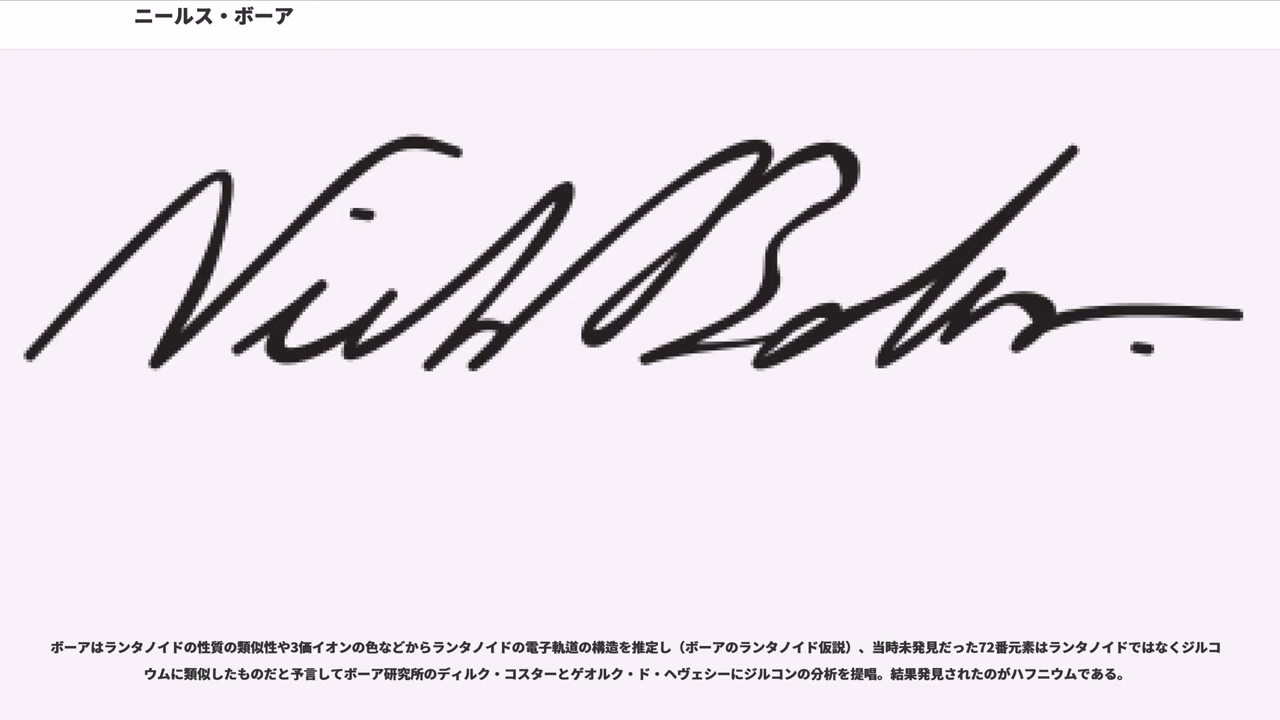 ニールス・ボーア
Niels Bohr.
ボーアはランタノイドの性質の類似性や3価イオンの色などからランタノイドの電子軌道の構造を推定し（ボーアのランタノイド仮説）、当時未発見だった72番元素はランタノイドではなくジルコ
ウムに類似したものだと予言してボーア研究所のディルク・コスターとゲオルク・ド・ヘヴェシーにジルコンの分析を提唱。結果発見されたのがハフニウムである。